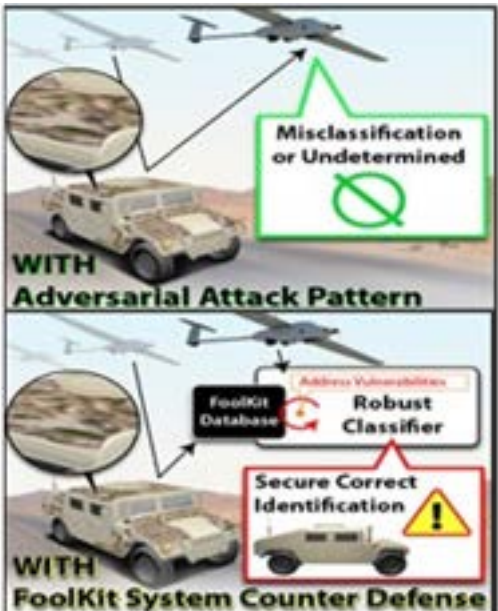 Misclassification
or Undetermined
WITH
Adversarial Attack Pattern
Address Vulnerabilities
FoolKit
Database
Robust
Classifier
Secure Correct
Identification
WITH
FoolKit System Counter Defense